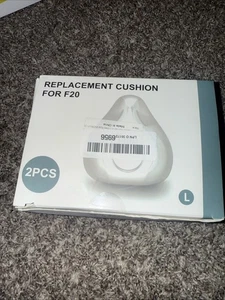 REPLACEMENT CUSHION
FOR F20
2PCS
L